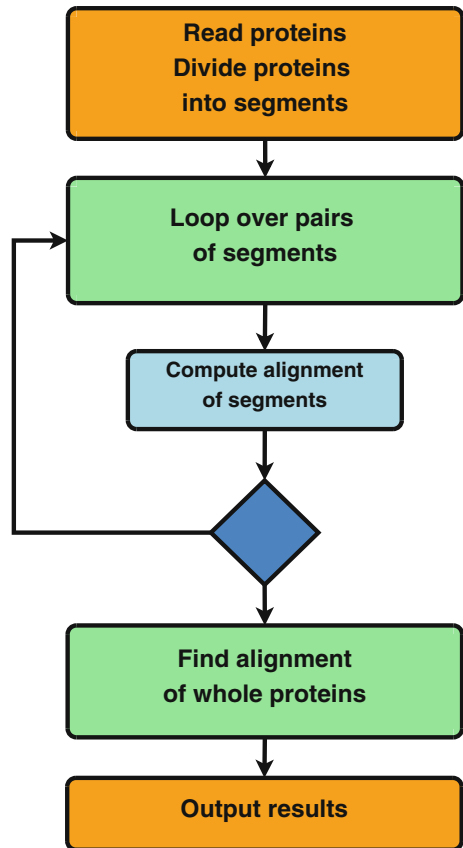 Read proteins
Divide proteins
into segments
Loop over pairs
of segments
Compute alignment
of segments
Find alignment
of whole proteins
Output results